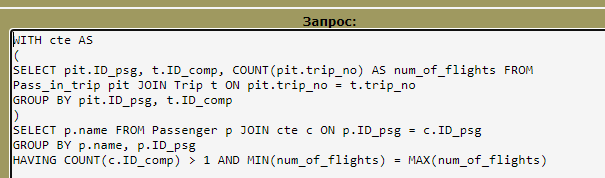 Запрос:
WITH cte AS
(
SELECT pit.ID_psg, t.ID_comp, COUNT(pit.trip_no) AS num_of_flights FROM
Pass_in_trip pit JOIN Trip t ON pit.trip_no = t.trip_no
GROUP BY pit.ID_psg, t.ID_comp
)
SELECT p.name FROM Passenger p JOIN cte c ON p.ID_psg = c.ID_psg
GROUP BY p.name, p.ID_psg
HAVING COUNT(c.ID_comp) > 1 AND MIN(num_of_flights) = MAX(num_of_flights)